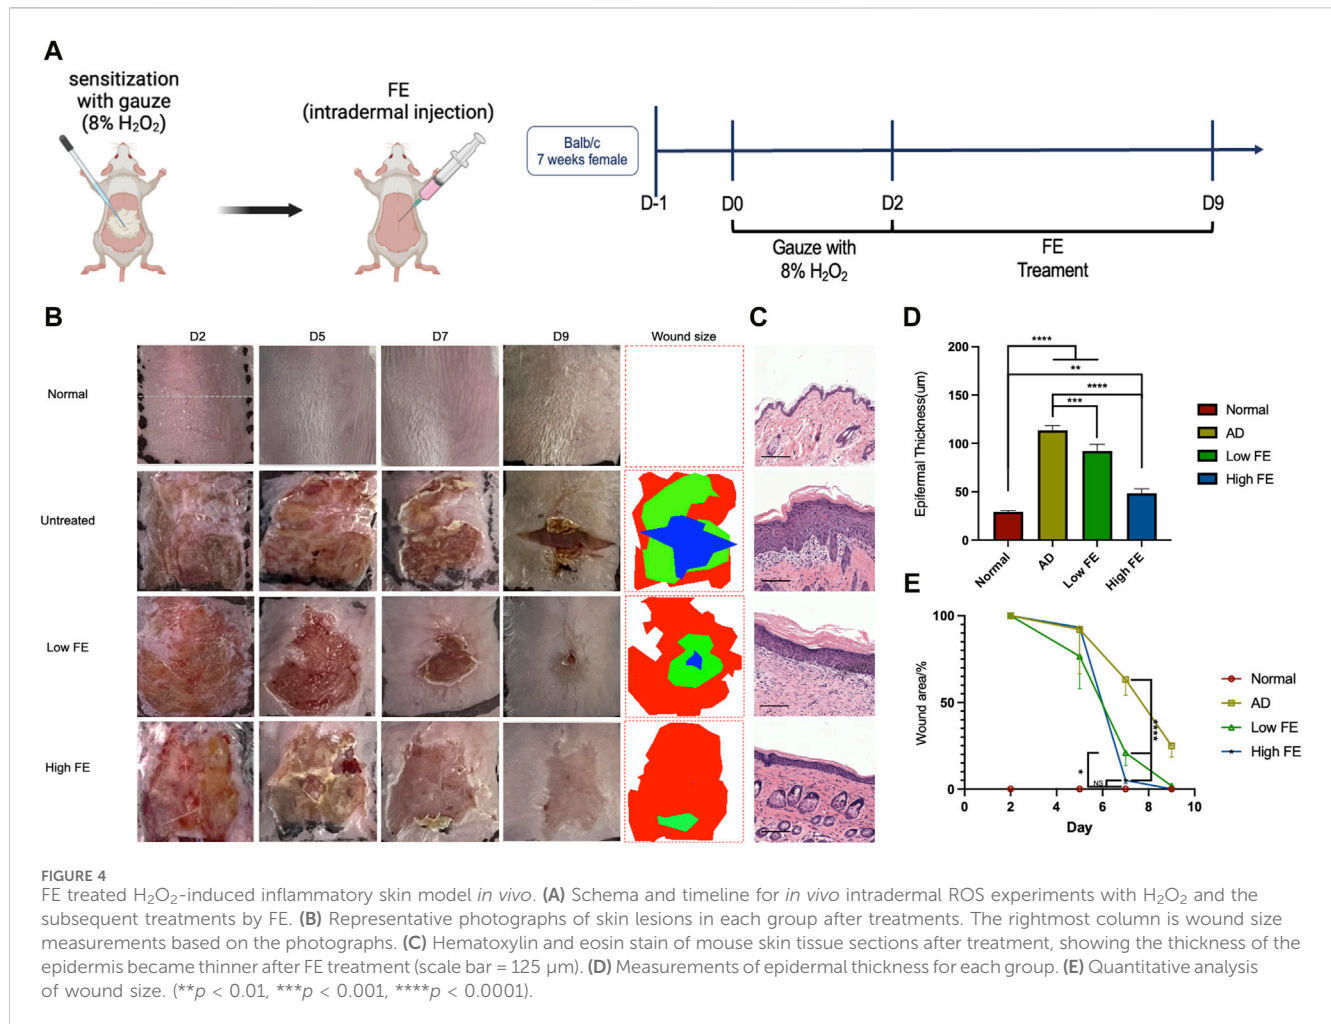 A
sensitization
with gauze
(8% H₂O₂)
FE
(intradermal injection)
Balb/c
7 weeks female
D-1
D0
D2
D9
Gauze with
8% H₂O₂
FE
Treament
B
D2
D5
D7
D9
Wound size
Normal
Untreated
Low FE
High FE
C
D
Epifermal Thickness(um)
200
150
100
50
0
****
**
****
***
Normal
AD
Low FE
High FE
Normal
AD
Low FE
High FE
E
Wound area/%
100
50
0
0
2
4
6
8
10
Day
*
NS
****
Normal
AD
Low FE
High FE
FIGURE 4
FE treated H₂O₂-induced inflammatory skin model in vivo. (A) Schema and timeline for in vivo intradermal ROS experiments with H₂O₂ and the
subsequent treatments by FE. (B) Representative photographs of skin lesions in each group after treatments. The rightmost column is wound size
measurements based on the photographs. (C) Hematoxylin and eosin stain of mouse skin tissue sections after treatment, showing the thickness of the
epidermis became thinner after FE treatment (scale bar = 125 μm). (D) Measurements of epidermal thickness for each group. (E) Quantitative analysis
of wound size. (**p < 0.01, ***p < 0.001, ****p < 0.0001).